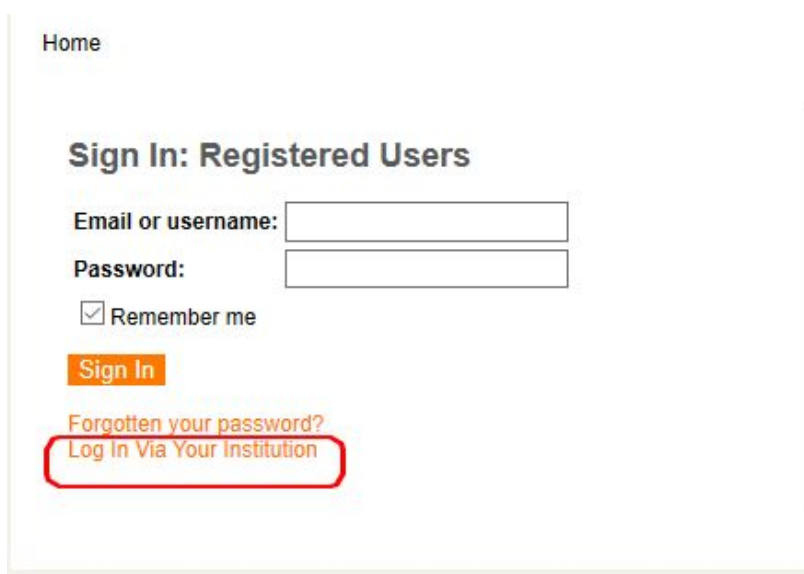 Home
Sign In: Registered Users
Email or username:
Password:
Remember me
Sign In
Forgotten your password?
Log In Via Your Institution